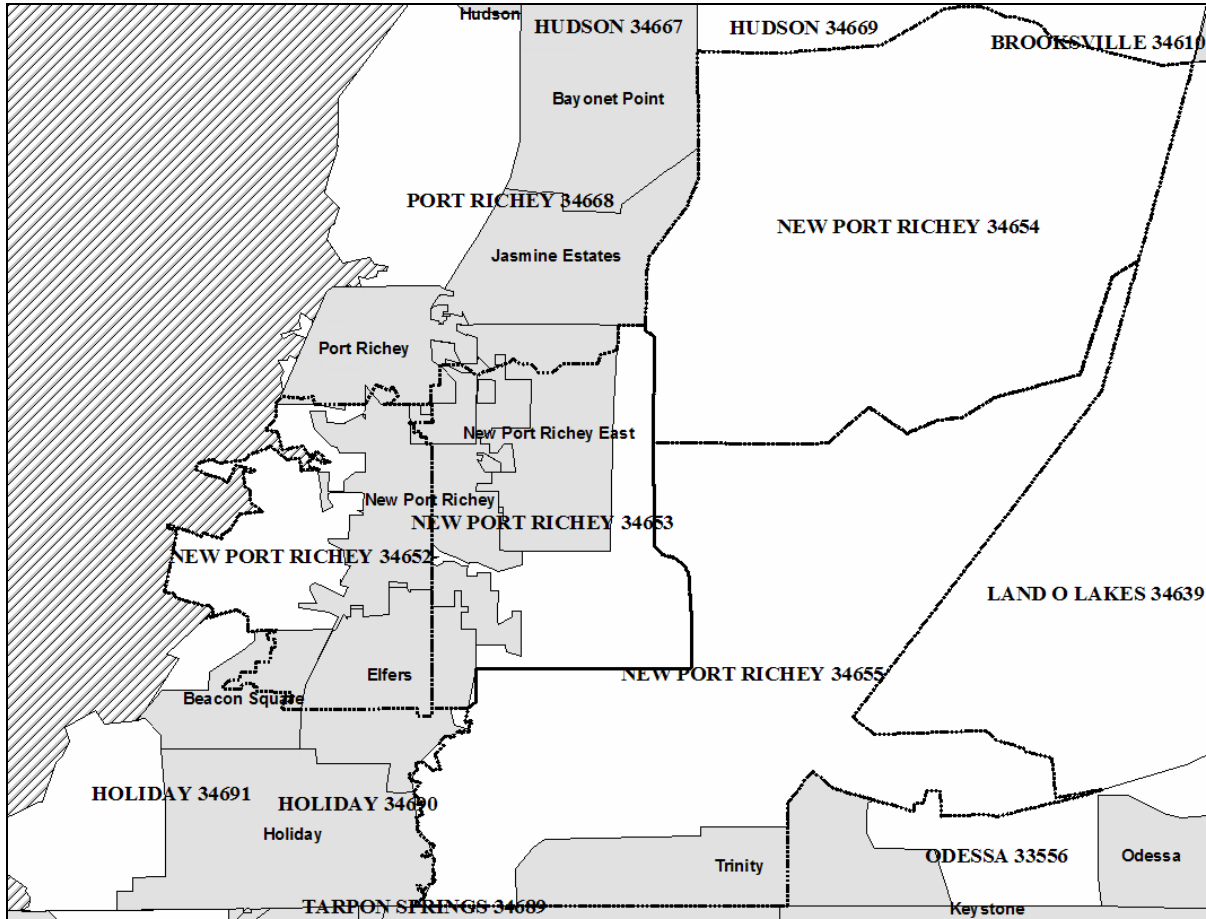 Hudson
HUDSON 34667
HUDSON 34669
BROOKSVILLE 34610
Bayonet Point
PORT RICHEY 34668
NEW PORT RICHEY 34654
Jasmine Estates
Port Richey
New Port Richey East
New Port Richey
NEW PORT RICHEY 34653
NEW PORT RICHEY 34652
LAND O LAKES 34639
Elfers
NEW PORT RICHEY 34655
Beacon Square
HOLIDAY 34691
HOLIDAY 34690
Holiday
Trinity
ODESSA 33556
Odessa
TARPON SPRINGS 34689
Keystone